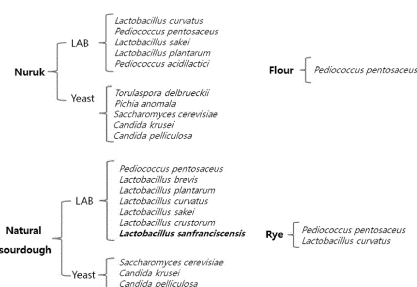 Nuruk
LAB
Lactobacillus curvatus
Pediococcus pentosaceus
Lactobacillus sakei
Lactobacillus plantarum
Pediococcus acidilactici
Yeast
Torulaspora delbrueckii
Pichia anomala
Saccharomyces cerevisiae
Candida krusei
Candida pelliculosa
Flour
Pediococcus pentosaceus
Natural
sourdough
LAB
Pediococcus pentosaceus
Lactobacillus brevis
Lactobacillus plantarum
Lactobacillus curvatus
Lactobacillus sakei
Lactobacillus crustorum
Lactobacillus sanfranciscensis
Yeast
Saccharomyces cerevisiae
Candida krusei
Candida pelliculosa
Rye
Pediococcus pentosaceus
Lactobacillus curvatus